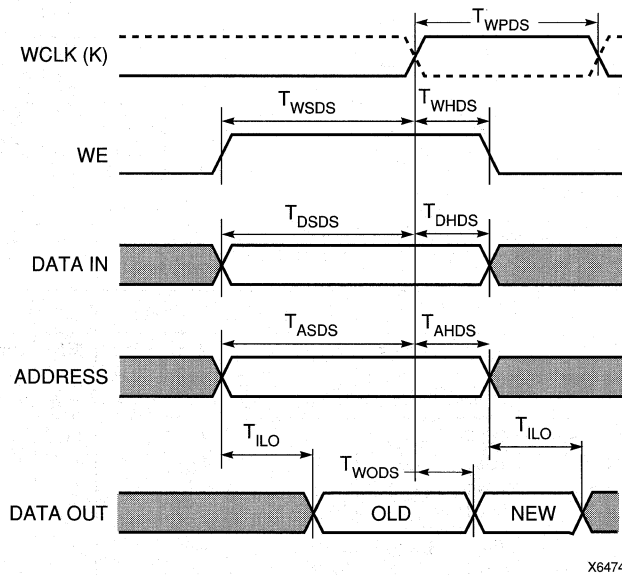 T_WPDS
WCLK (K)
T_WSDS T_WHDS
WE
T_DSDS T_DHDS
DATA IN
T_ASDS T_AHDS
ADDRESS
T_ILO T_ILO
T_WODS
DATA OUT OLD NEW
X6474